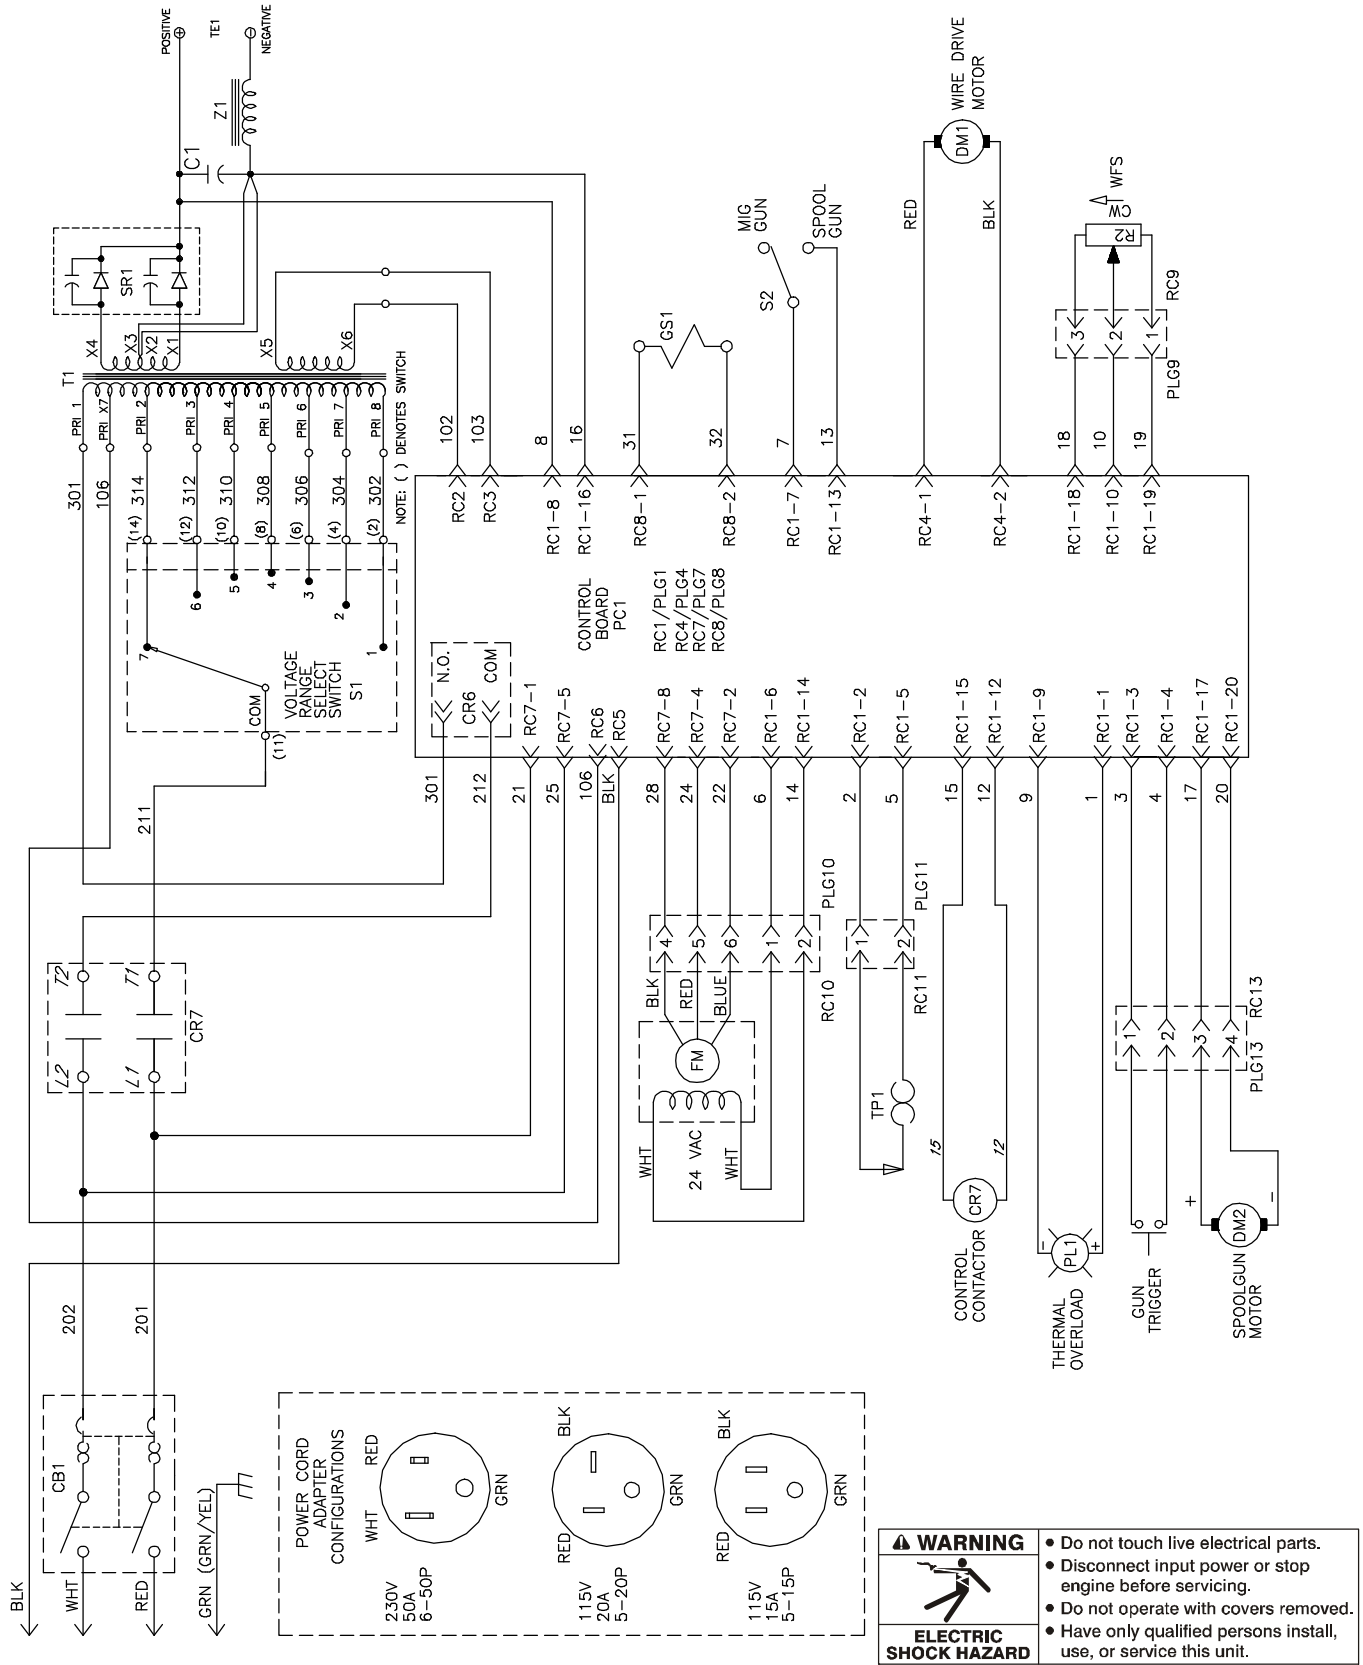 POSITIVE
TE1
NEGATIVE
Z1
C1
SR1
X4
X3
X2
X1
X5
X6
T1
PRI 1
PRI X7
PRI 2
PRI 3
PRI 4
PRI 5
PRI 6
PRI 7
PRI 8
NOTE: ( ) DENOTES SWITCH
301
106
314
312
310
308
306
304
302
(14)
(12)
(10)
(8)
(6)
(4)
(2)
7
6
5
4
3
2
1
COM
(11)
VOLTAGE
RANGE
SELECT
SWITCH
S1
211
102
103
8
16
31
32
7
13
18
10
19
GS1
S2
MIG
GUN
SPOOL
GUN
RED
BLK
DM1
WIRE DRIVE
MOTOR
R2
CW
WFS
3
2
1
RC9
PLG9
RC2
RC3
RC1-8
RC1-16
RC8-1
RC8-2
RC1-7
RC1-13
RC4-1
RC4-2
RC1-18
RC1-10
RC1-19
CONTROL
BOARD
PC1
RC1/PLG1
RC4/PLG4
RC7/PLG7
RC8/PLG8
N.O.
CR6
COM
RC7-1
RC7-5
RC6
RC5
RC7-8
RC7-4
RC7-2
RC1-6
RC1-14
RC1-2
RC1-5
RC1-15
RC1-12
RC1-9
RC1-1
RC1-3
RC1-4
RC1-17
RC1-20
301
212
21
25
106
BLK
28
24
22
6
14
2
5
15
12
9
1
3
4
17
20
T2
T1
L2
L1
CR7
PLG10
4
5
6
1
2
RC10
BLK
RED
BLUE
FM
WHT
24 VAC
WHT
PLG11
1
2
RC11
TP1
15
12
CR7
CONTROL
CONTACTOR
-
PL1
+
THERMAL
OVERLOAD
GUN
TRIGGER
RC13
1
2
3
4
PLG13
+
-
DM2
SPOOLGUN
MOTOR
202
201
CB1
BLK
WHT
RED
GRN (GRN/YEL)
POWER CORD
ADAPTER
CONFIGURATIONS
WHT
RED
GRN
230V
50A
6-50P
RED
BLK
GRN
115V
20A
5-20P
RED
BLK
GRN
115V
15A
5-15P
WARNING
ELECTRIC
SHOCK HAZARD
• Do not touch live electrical parts.
• Disconnect input power or stop
engine before servicing.
• Do not operate with covers removed.
• Have only qualified persons install,
use, or service this unit.